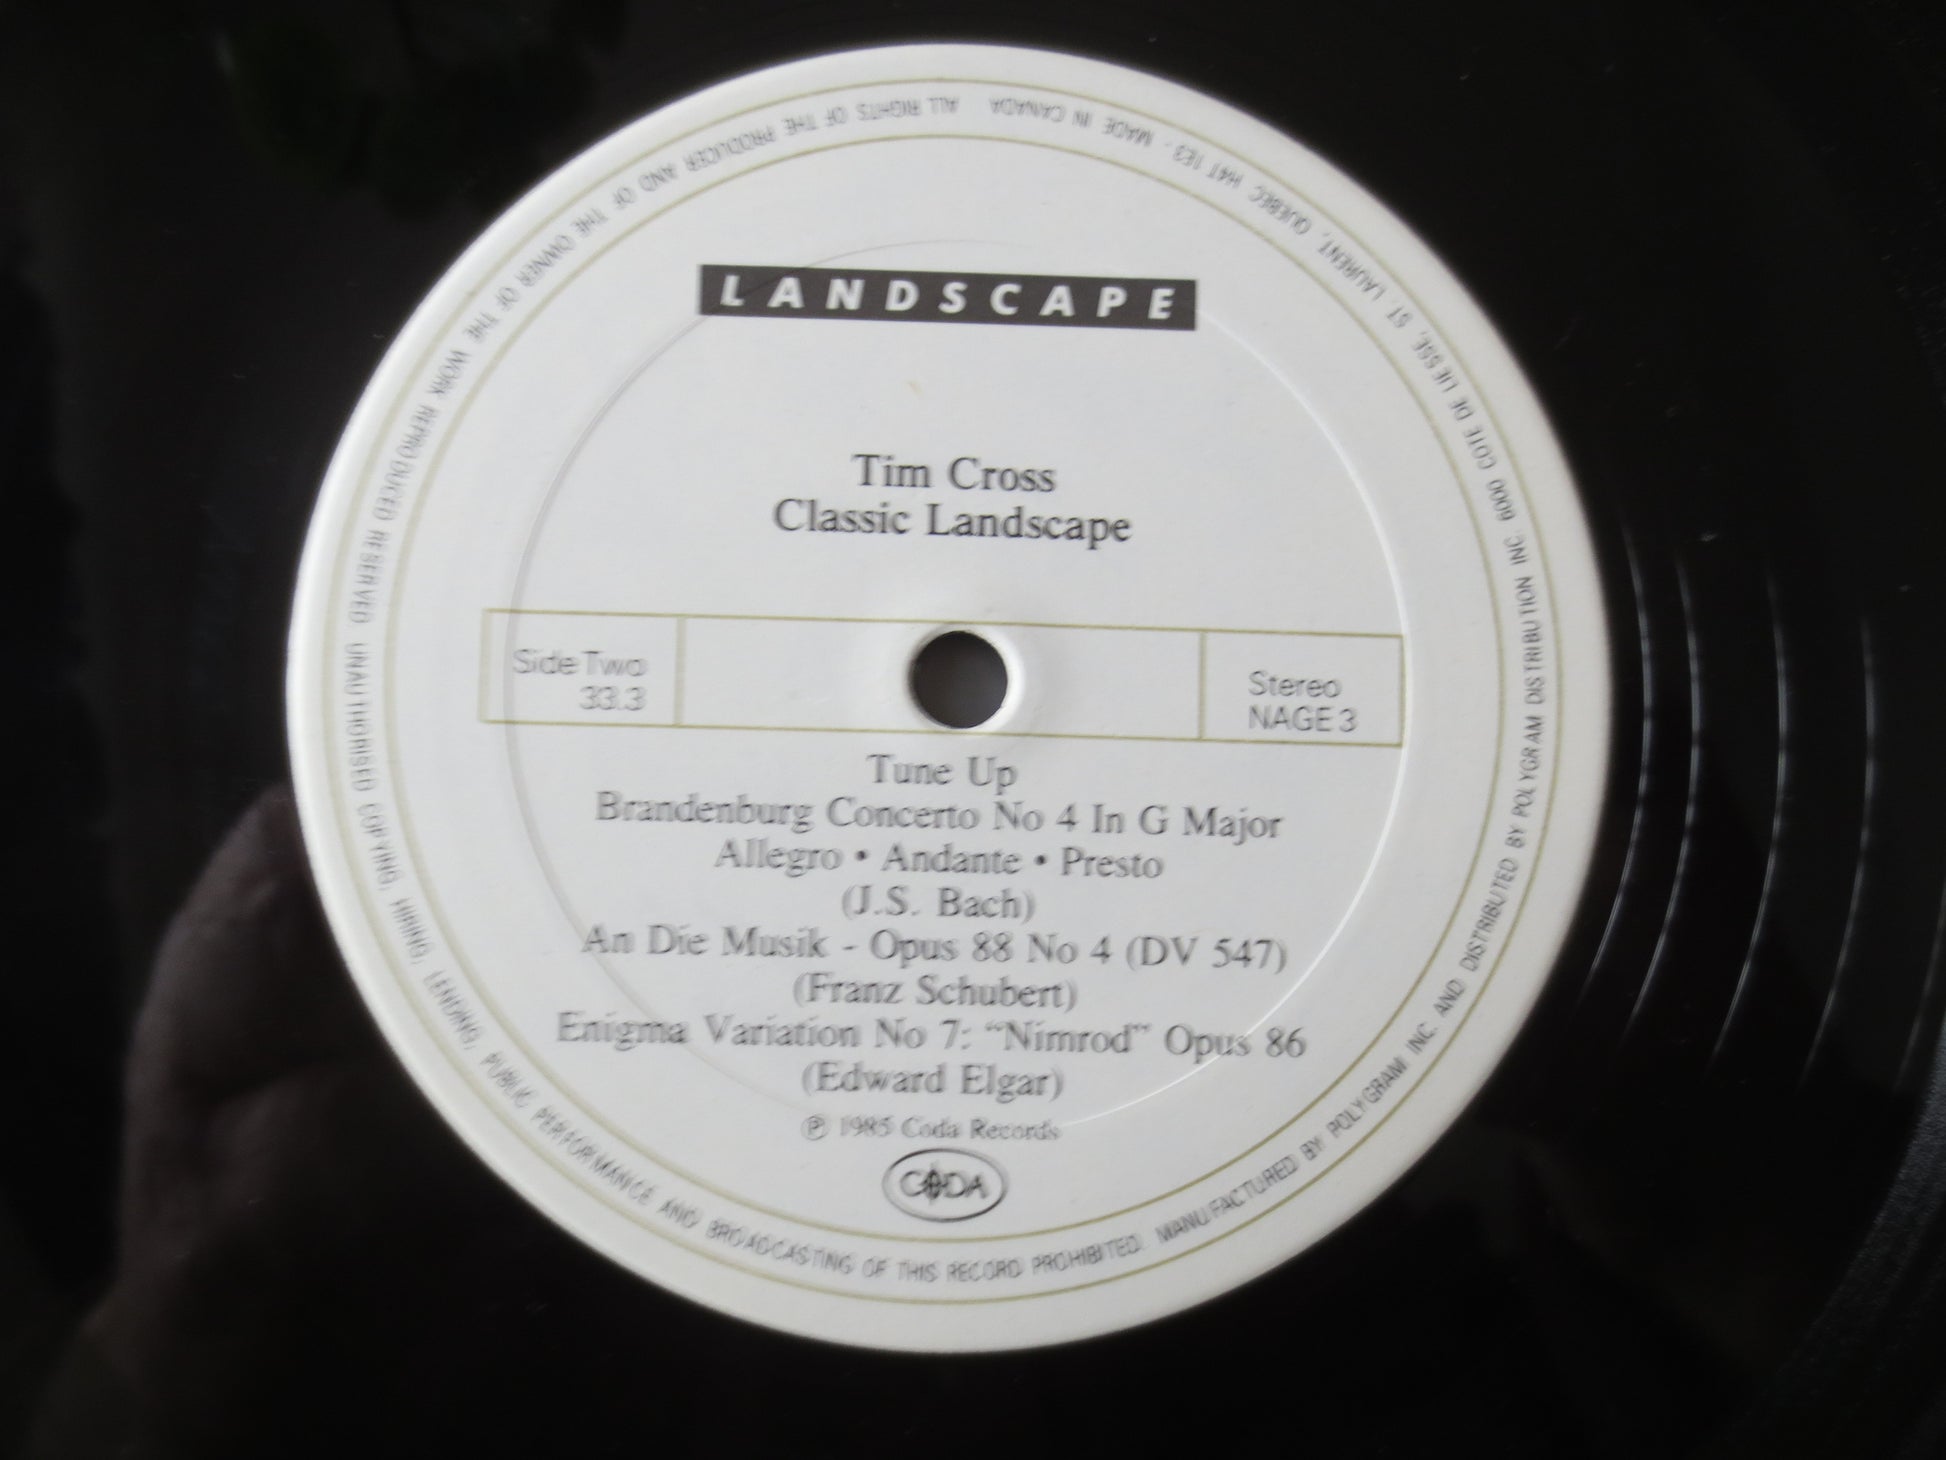 LANDSCAPE
Tim Cross
Classic Landscape
Side Two
33.3
Stereo
NAGE 3
Tune Up
Brandenburg Concerto No 4 In G Major
Allegro • Andante • Presto
(J.S. Bach)
An Die Musik - Opus 88 No 4 (DV 547)
(Franz Schubert)
Enigma Variation No 7: “Nimrod” Opus 86
(Edward Elgar)
℗ 1985 Coda Records
CODA
ALL RIGHTS OF THE PRODUCER AND OF THE OWNER OF THE WORK REPRODUCED RESERVED UNAUTHORISED COPYING, HIRING, LENDING, PUBLIC PERFORMANCE AND BROADCASTING OF THIS RECORD PROHIBITED. MANUFACTURED BY POLYGRAM INC. AND DISTRIBUTED BY POLYGRAM DISTRIBUTION INC. 6000 COTE DE LIESSE, ST. LAURENT, QUEBEC H4T 1E3 - MADE IN CANADA